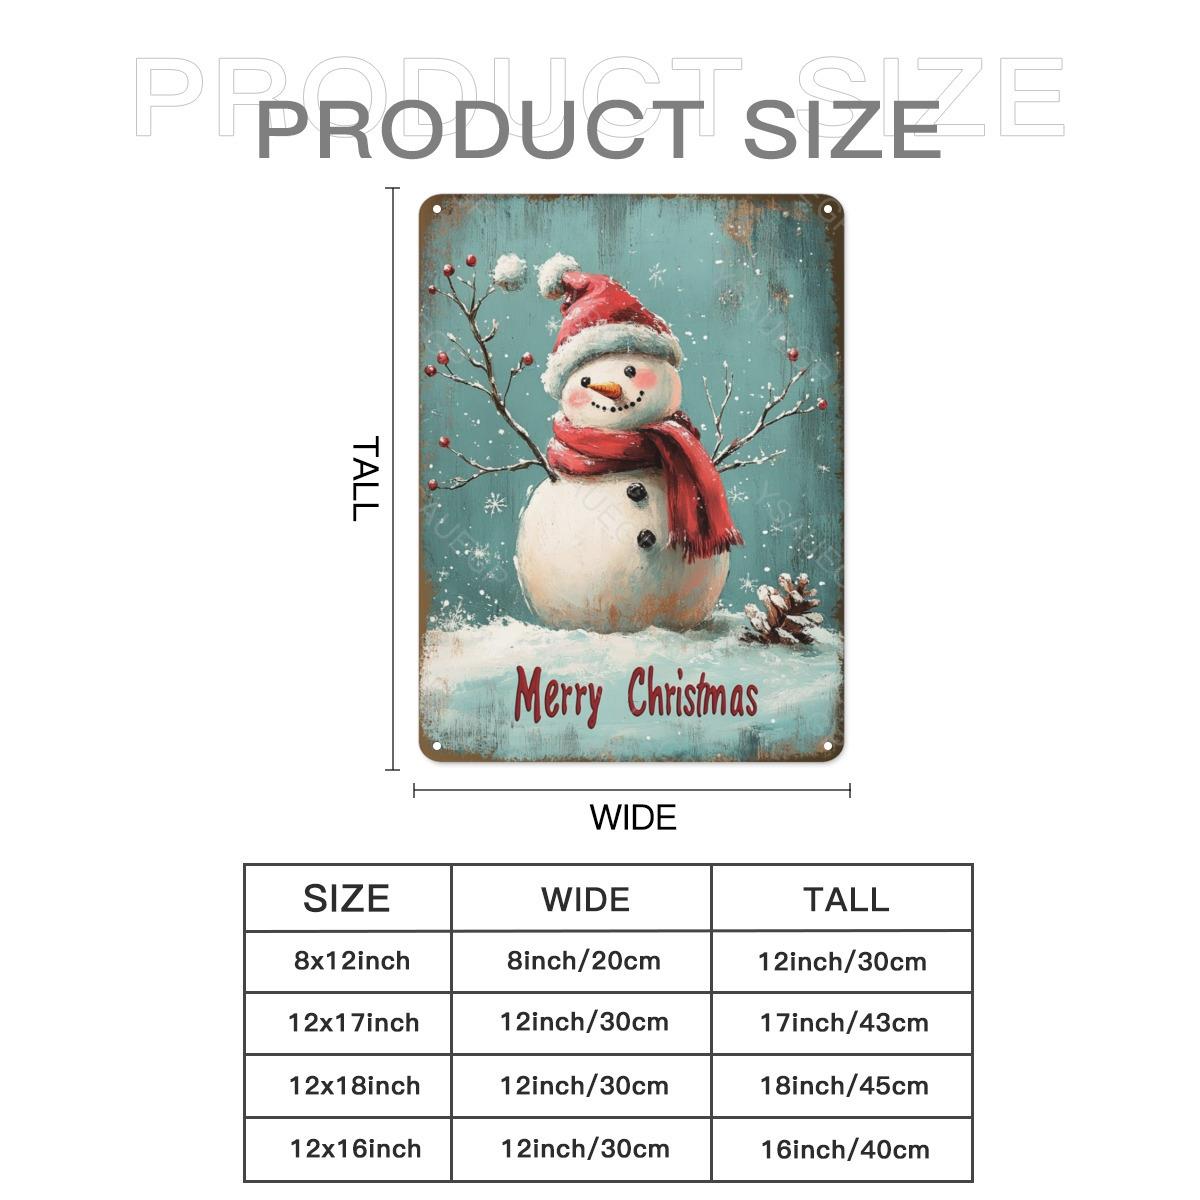 PRODUCT SIZE
PRODUCT SIZE
TALL
Merry Christmas
WIDE
SIZE WIDE TALL
8x12inch 8inch/20cm 12inch/30cm
12x17inch 12inch/30cm 17inch/43cm
12x18inch 12inch/30cm 18inch/45cm
12x16inch 12inch/30cm 16inch/40cm